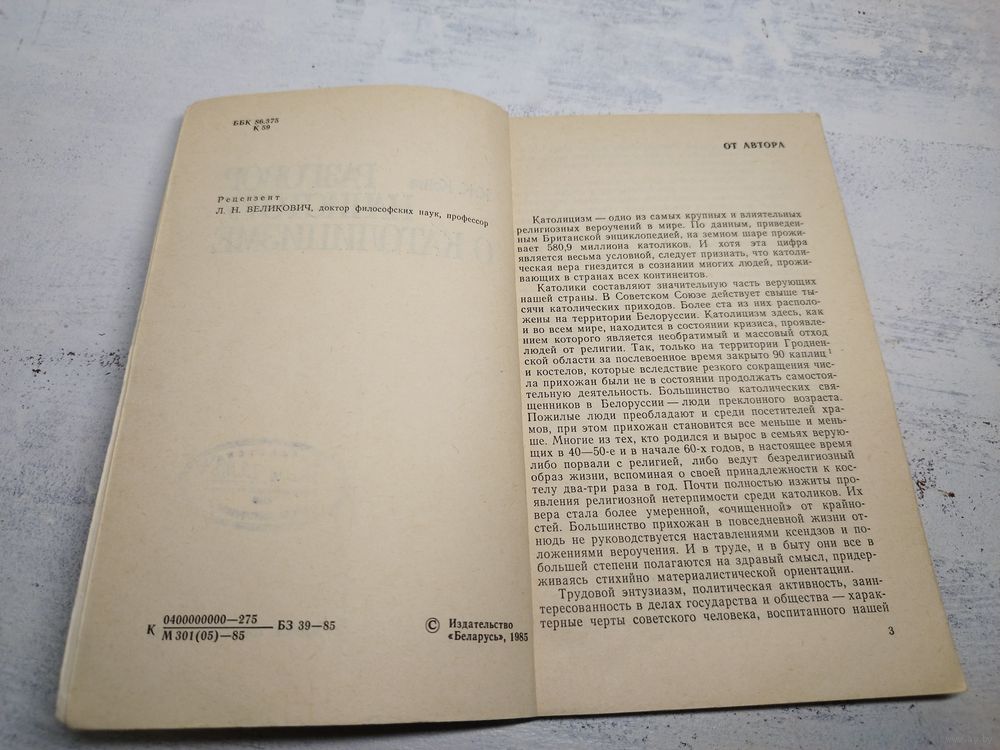 ББК 86.375
К 59
Рецензент
Л. Н. ВЕЛИКОВИЧ, доктор философских наук, профессор
К 0400000000—275
М 301(05)—85
БЗ 39—85
© Издательство
«Беларусь», 1985
ОТ АВТОРА
Католицизм — одно из самых крупных и влиятельных
религиозных вероучений в мире. По данным, приведен-
ным Британской энциклопедией, на земном шаре прожи-
вает 580,9 миллиона католиков. И хотя эта цифра
является весьма условной, следует признать, что католи-
ческая вера гнездится в сознании многих людей, прожи-
вающих в странах всех континентов.
Католики составляют значительную часть верующих
нашей страны. В Советском Союзе действует свыше ты-
сячи католических приходов. Более ста из них располо-
жены на территории Белоруссии. Католицизм здесь, как
и во всем мире, находится в состоянии кризиса, проявле-
нием которого является необратимый и массовый отход
людей от религии. Так, только на территории Гроднен-
ской области за послевоенное время закрыто 90 каплиц¹
и костелов, которые вследствие резкого сокращения чис-
ла прихожан были не в состоянии продолжать самостоя-
тельную деятельность. Большинство католических свя-
щенников в Белоруссии — люди преклонного возраста.
Пожилые люди преобладают и среди посетителей хра-
мов, при этом прихожан становится все меньше и мень-
ше. Многие из тех, кто родился и вырос в семьях верую-
щих в 40—50-е и в начале 60-х годов, в настоящее время
либо порвали с религией, либо ведут безрелигиозный
образ жизни, вспоминая о своей принадлежности к кос-
телу два-три раза в год. Почти полностью изжиты про-
явления религиозной нетерпимости среди католиков. Их
вера стала более умеренной, «очищенной» от крайно-
стей. Большинство прихожан в повседневной жизни от-
нюдь не руководствуется наставлениями ксендзов и по-
ложениями вероучения. И в труде, и в быту они все в
большей степени полагаются на здравый смысл, придер-
живаясь стихийно материалистической ориентации.
Трудовой энтузиазм, политическая активность, заин-
тересованность в делах государства и общества — харак-
терные черты советского человека, воспитанного нашей
3